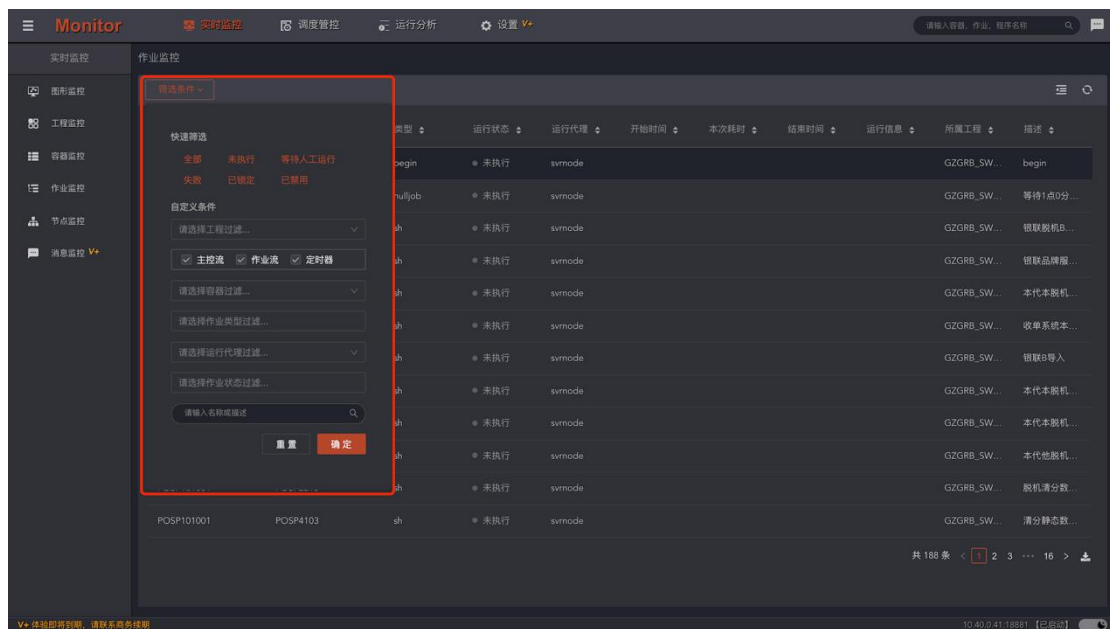 Monitor 实时监控 调度管控 运行分析 设置 V+ 请输入容器、作业、程序名称
实时监控 作业监控
图形监控
工程监控
容器监控
作业监控
节点监控
消息监控 V+
筛选条件
快速筛选
全部 未执行 等待人工运行
失败 已锁定 已禁用
自定义条件
请选择工程过滤...
主控流 作业流 定时器
请选择容器过滤...
请选择作业类型过滤...
请选择运行代理过滤...
请选择作业状态过滤...
请输入名称或描述
重置 确定
类型 运行状态 运行代理 开始时间 本次耗时 结束时间 运行信息 所属工程 描述
begin 未执行 svrnode GZGRB_SW... begin
nulljob 未执行 svrnode GZGRB_SW... 等待1点0分...
sh 未执行 svrnode GZGRB_SW... 银联脱机B...
sh 未执行 svrnode GZGRB_SW... 银联品牌服...
sh 未执行 svrnode GZGRB_SW... 本代本脱机...
sh 未执行 svrnode GZGRB_SW... 收单系统本...
sh 未执行 svrnode GZGRB_SW... 银联B导入
sh 未执行 svrnode GZGRB_SW... 本代本脱机...
sh 未执行 svrnode GZGRB_SW... 本代本脱机...
sh 未执行 svrnode GZGRB_SW... 本代他脱机...
sh 未执行 svrnode GZGRB_SW... 脱机清分数...
POSP101001 POSP4103 sh 未执行 svrnode GZGRB_SW... 清分静态数...
共 188 条 < 1 2 3 ··· 16 >
V+ 体验即将到期，请联系商务续期 10.40.0.41:18881 【已启动】